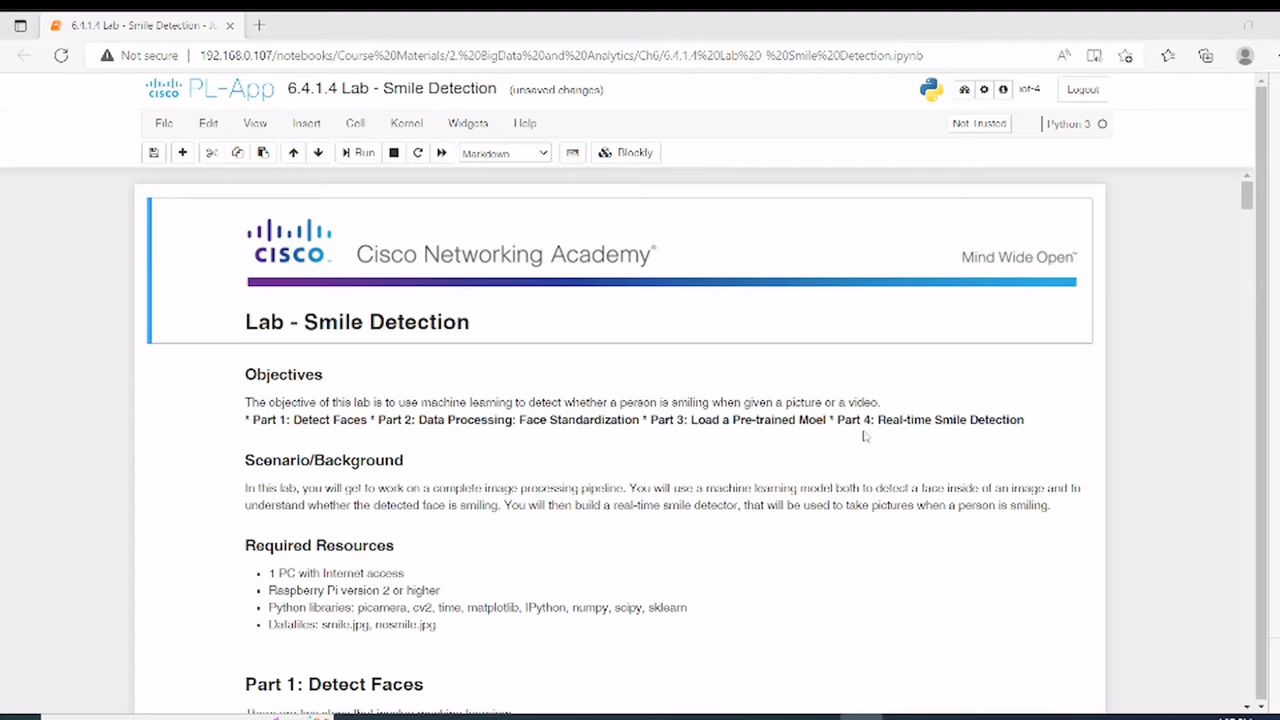 6.4.1.4 Lab - Smile Detection - Ju
Not secure | 192.168.0.107/notebooks/Course%20Materials/2.%20BigData%20and%20Analytics/Ch6/6.4.1.4%20Lab%20 %20Smile%20Detection.ipynb
cisco PL-App 6.4.1.4 Lab - Smile Detection (unsaved changes) iot-4 Logout
File Edit View Insert Cell Kernel Widgets Help Not Trusted Python 3
Run Markdown Blockly
CISCO. Cisco Networking Academy® Mind Wide Open™
Lab - Smile Detection
Objectives
The objective of this lab is to use machine learning to detect whether a person is smiling when given a picture or a video.
* Part 1: Detect Faces * Part 2: Data Processing: Face Standardization * Part 3: Load a Pre-trained Moel * Part 4: Real-time Smile Detection
Scenario/Background
In this lab, you will get to work on a complete image processing pipeline. You will use a machine learning model both to detect a face inside of an image and to
understand whether the detected face is smiling. You will then build a real-time smile detector, that will be used to take pictures when a person is smiling.
Required Resources
• 1 PC with Internet access
• Raspberry Pi version 2 or higher
• Python libraries: picamera, cv2, time, matplotlib, IPython, numpy, scipy, sklearn
• Datafiles: smile.jpg, nosmile.jpg
Part 1: Detect Faces